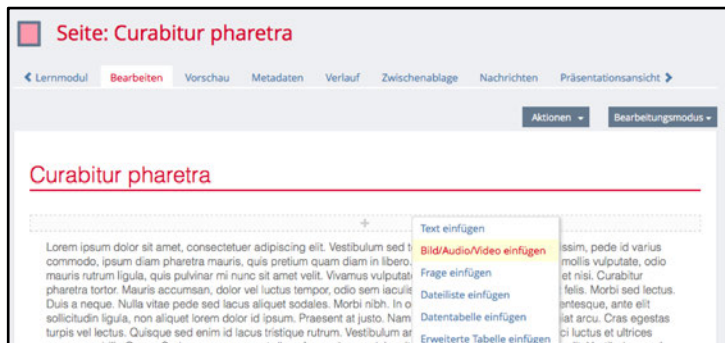 Seite: Curabitur pharetra
Lernmodul Bearbeiten Vorschau Metadaten Verlauf Zwischenablage Nachrichten Präsentationsansicht
Aktionen Bearbeitungsmodus
Curabitur pharetra
+
Text einfügen
Bild/Audio/Video einfügen
Frage einfügen
Dateiliste einfügen
Datentabelle einfügen
Erweiterte Tabelle einfügen
Lorem ipsum dolor sit amet, consectetuer adipiscing elit. Vestibulum sed ssim, pede id varius
commodo, ipsum diam pharetra mauris, quis pretium quam diam in libero. mollis vulputate, odio
mauris rutrum ligula, quis pulvinar mi nunc sit amet velit. Vivamus vulputat et nisi. Curabitur
pharetra tortor. Mauris accumsan, dolor vel luctus tempor, odio sem iaculis felis. Morbi sed lectus.
Duis a neque. Nulla vitae pede sed lacus aliquet sodales. Morbi nibh. In o entesque, ante elit
sollicitudin ligula, non aliquet lorem dolor id ipsum. Praesent at justo. Nam iat arcu. Cras egestas
turpis vel lectus. Quisque sed enim id lacus tristique rutrum. Vestibulum ar ci luctus et ultrices